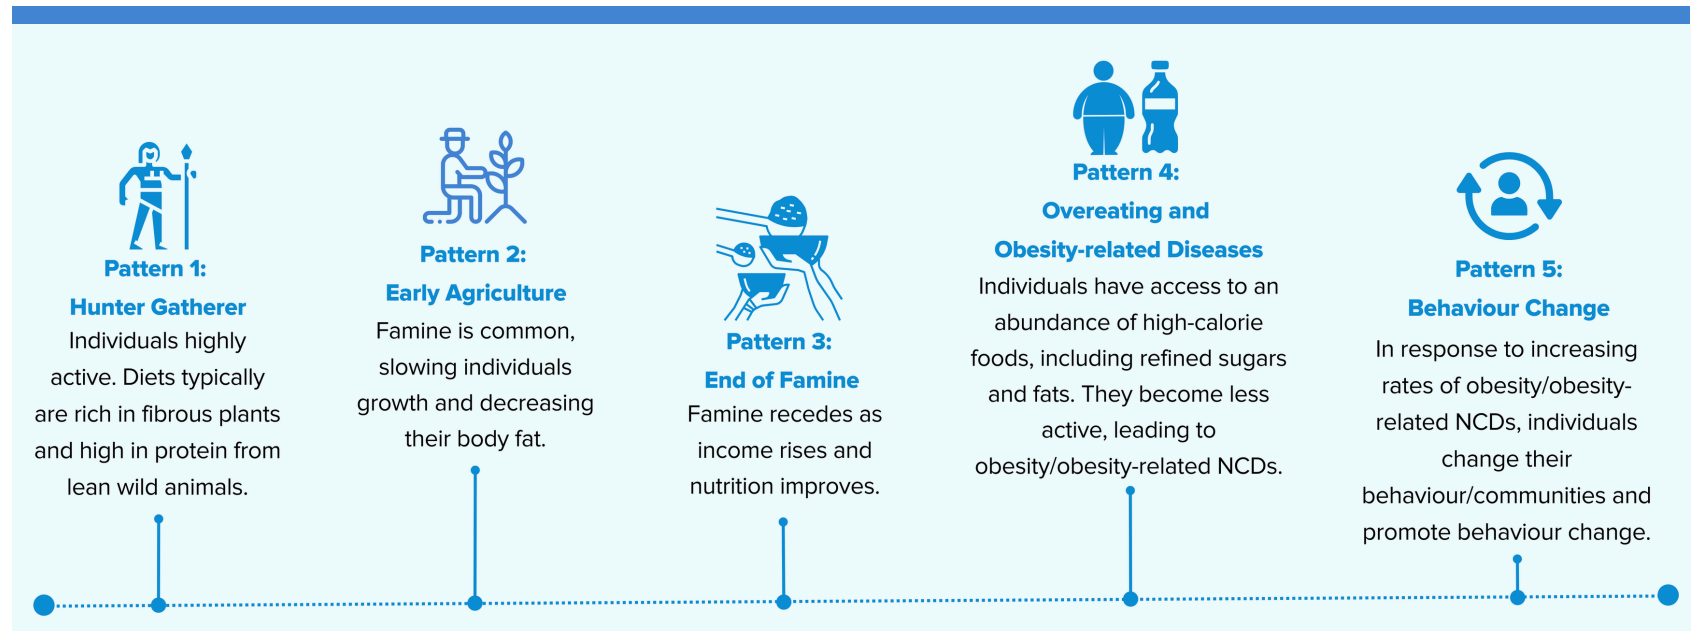 Pattern 1:
Hunter Gatherer
Individuals highly
active. Diets typically
are rich in fibrous plants
and high in protein from
lean wild animals.
Pattern 2:
Early Agriculture
Famine is common,
slowing individuals
growth and decreasing
their body fat.
Pattern 3:
End of Famine
Famine recedes as
income rises and
nutrition improves.
Pattern 4:
Overeating and
Obesity-related Diseases
Individuals have access to an
abundance of high-calorie
foods, including refined sugars
and fats. They become less
active, leading to
obesity/obesity-related NCDs.
Pattern 5:
Behaviour Change
In response to increasing
rates of obesity/obesity-
related NCDs, individuals
change their
behaviour/communities and
promote behaviour change.